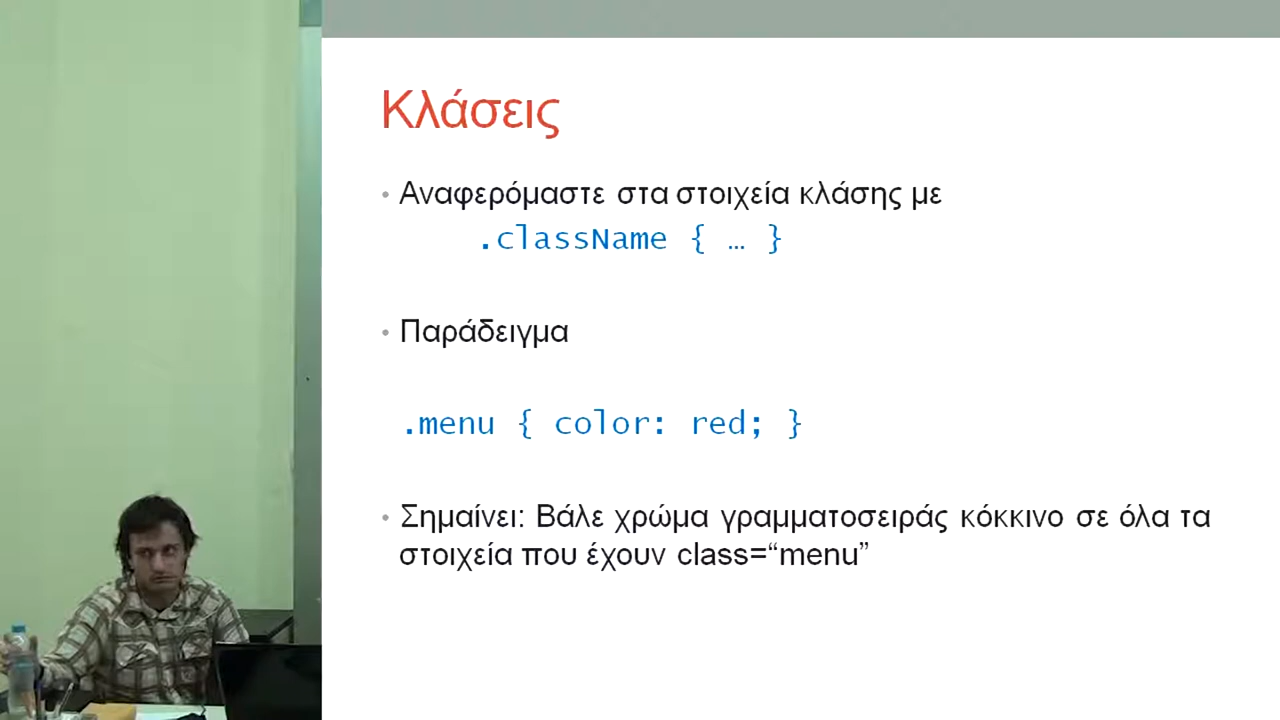 Κλάσεις
• Αναφερόμαστε στα στοιχεία κλάσης με
.className { … }
• Παράδειγμα
.menu { color: red; }
• Σημαίνει: Βάλε χρώμα γραμματοσειράς κόκκινο σε όλα τα
στοιχεία που έχουν class=“menu”